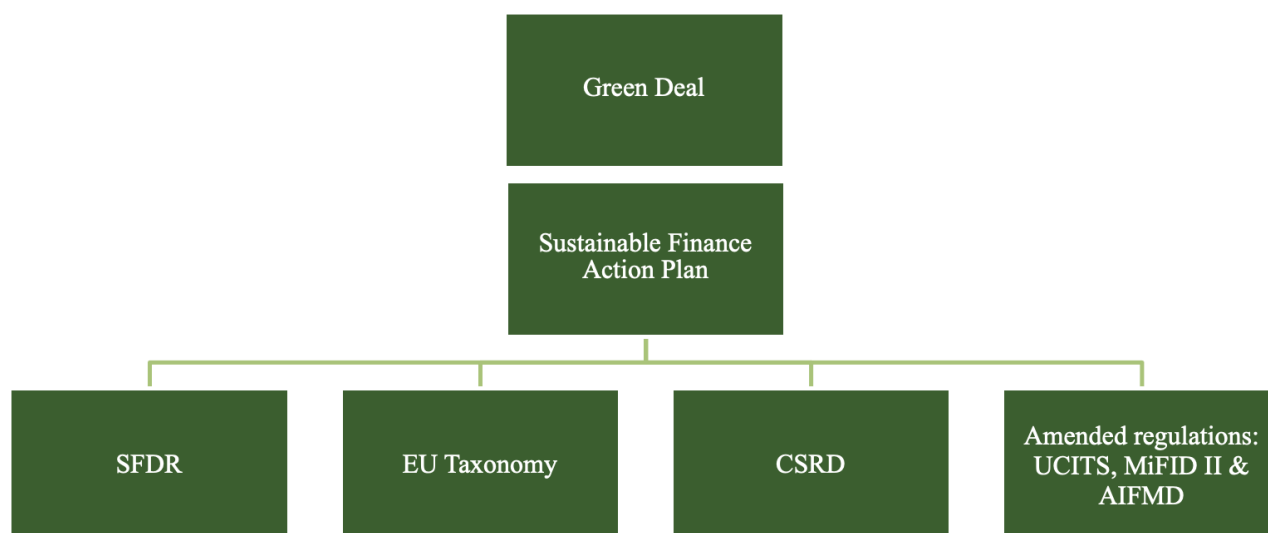 Green Deal
Sustainable Finance
Action Plan
SFDR
EU Taxonomy
CSRD
Amended regulations:
UCITS, MiFID II &
AIFMD